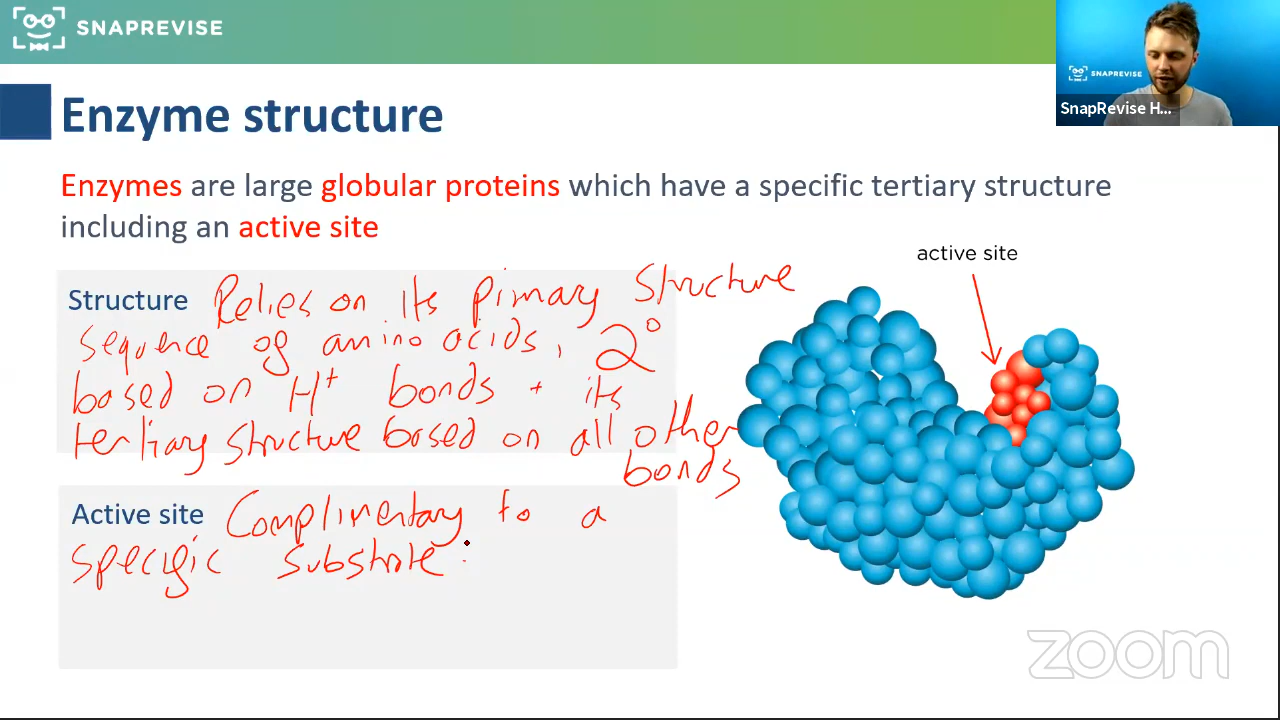 SNAPREVISE
SNAPREVISE
SnapRevise H...
Enzyme structure
Enzymes are large globular proteins which have a specific tertiary structure
including an active site
active site
Structure Relies on its primary structure
sequence of amino acids, 2°
based on H+ bonds + its
tertiary structure based on all other
bonds
Active site Complimentary to a
specific substrate.
zoom